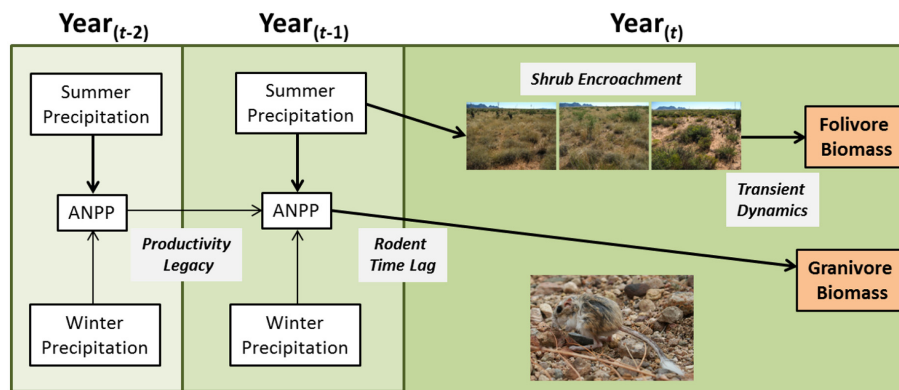 Year(t-2)
Year(t-1)
Year(t)
Summer
Precipitation
ANPP
Winter
Precipitation
Productivity
Legacy
Summer
Precipitation
ANPP
Winter
Precipitation
Rodent
Time Lag
Shrub Encroachment
Folivore
Biomass
Transient
Dynamics
Granivore
Biomass